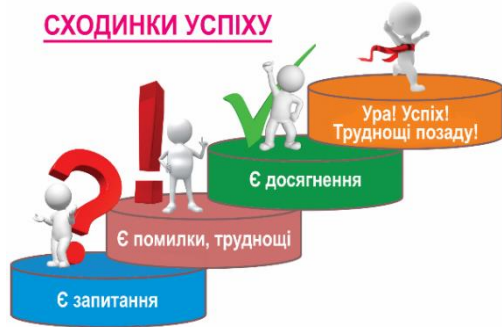 СХОДИНКИ УСПІХУ
Ура! Успіх!
Труднощі позаду!
Є досягнення
Є помилки, труднощі
Є запитання